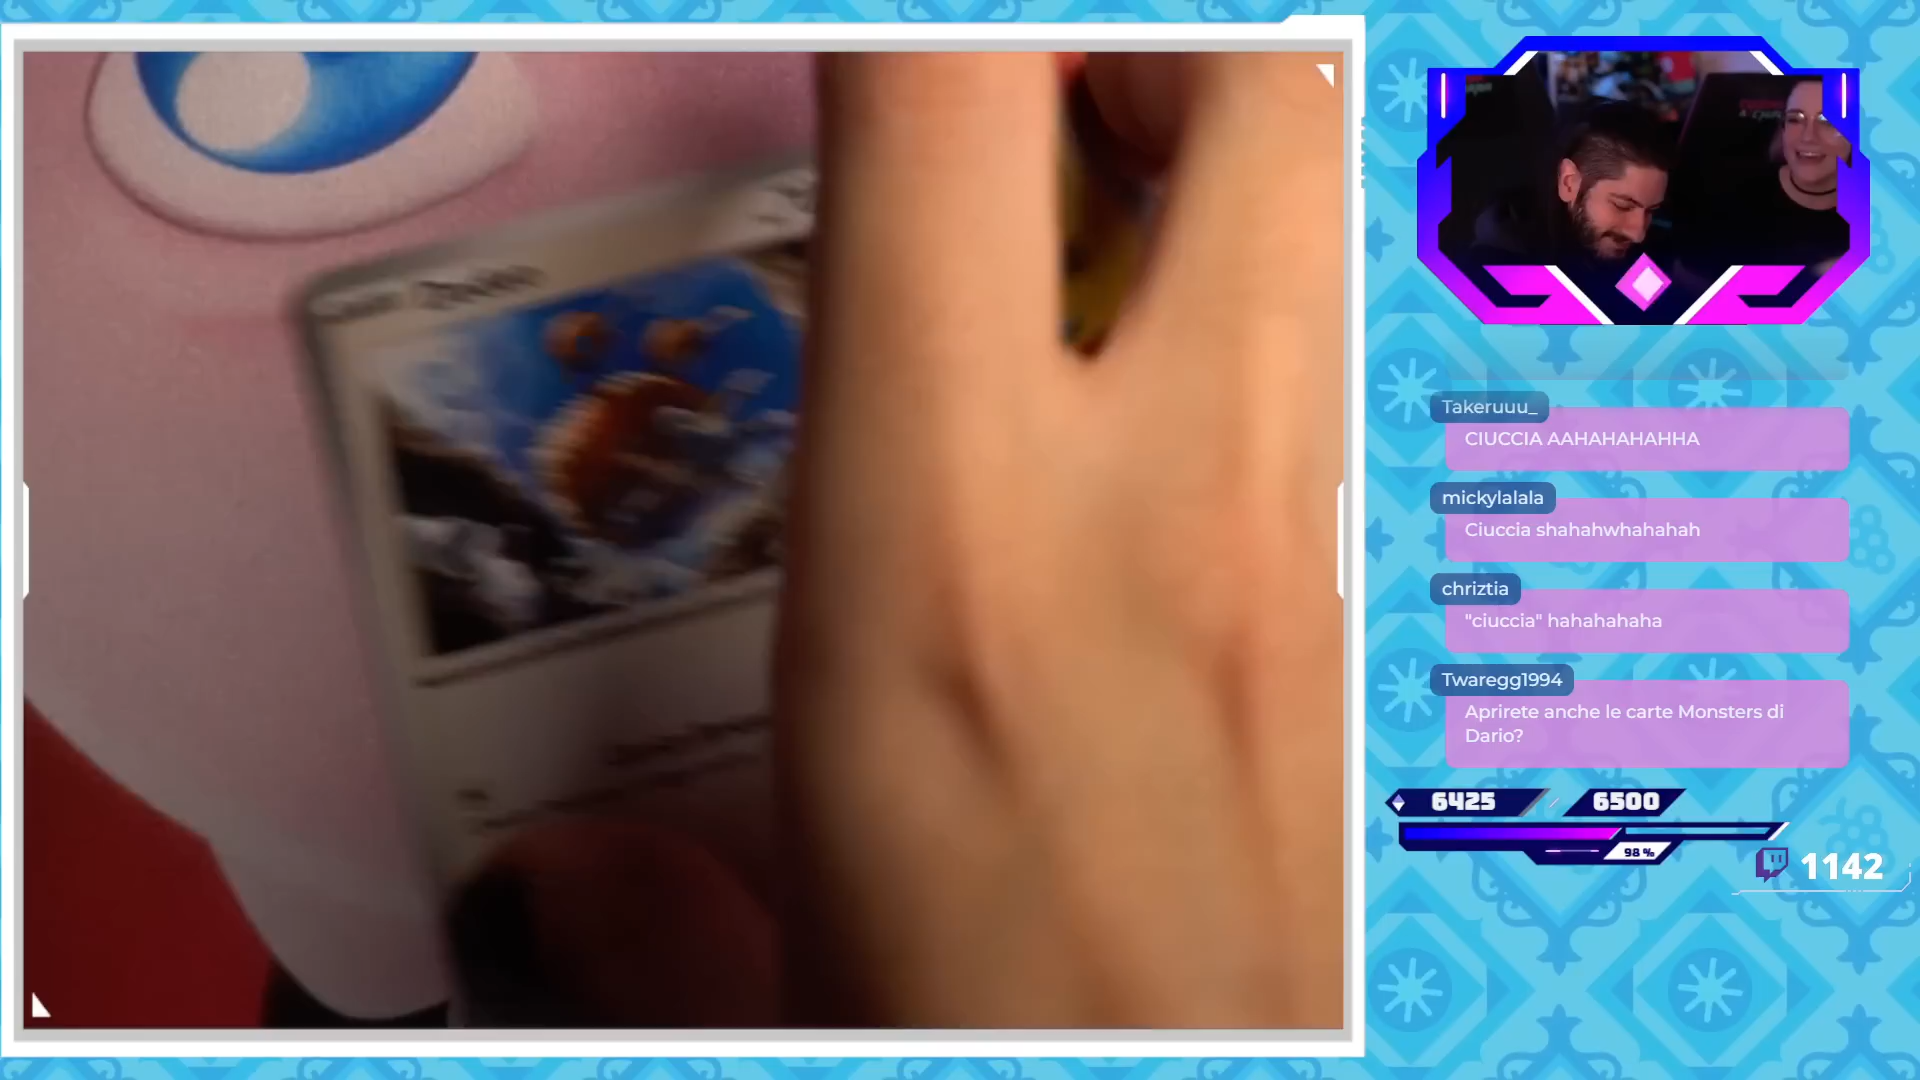 Takeruuu_
CIUCCIA AAHAHAHAHHA
mickylalala
Ciuccia shahahwhahahah
chriztia
"ciuccia" hahahahaha
Twaregg1994
Aprirete anche le carte Monsters di
Dario?
6425
6500
98 %
1142